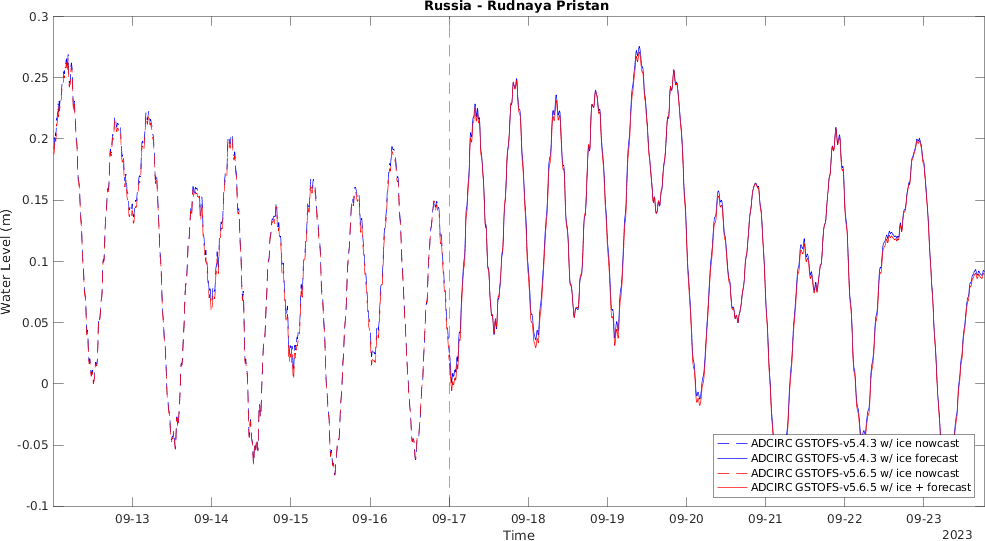 Russia - Rudnaya Pristan
0.3
0.25
0.2
0.15
0.1
0.05
0
-0.05
-0.1
Water Level (m)
ADCIRC GSTOFS-v5.4.3 w/ ice nowcast
ADCIRC GSTOFS-v5.4.3 w/ ice forecast
ADCIRC GSTOFS-v5.6.5 w/ ice nowcast
ADCIRC GSTOFS-v5.6.5 w/ ice + forecast
09-13 09-14 09-15 09-16 09-17 09-18 09-19 09-20 09-21 09-22 09-23
Time
2023